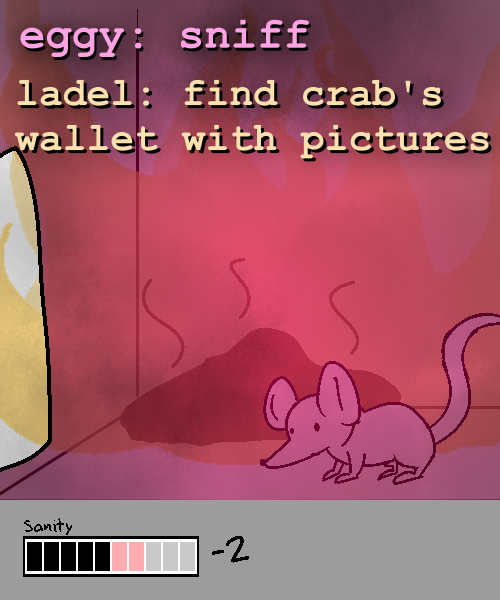 eggy: sniff
ladel: find crab's
wallet with pictures
Sanity
-2